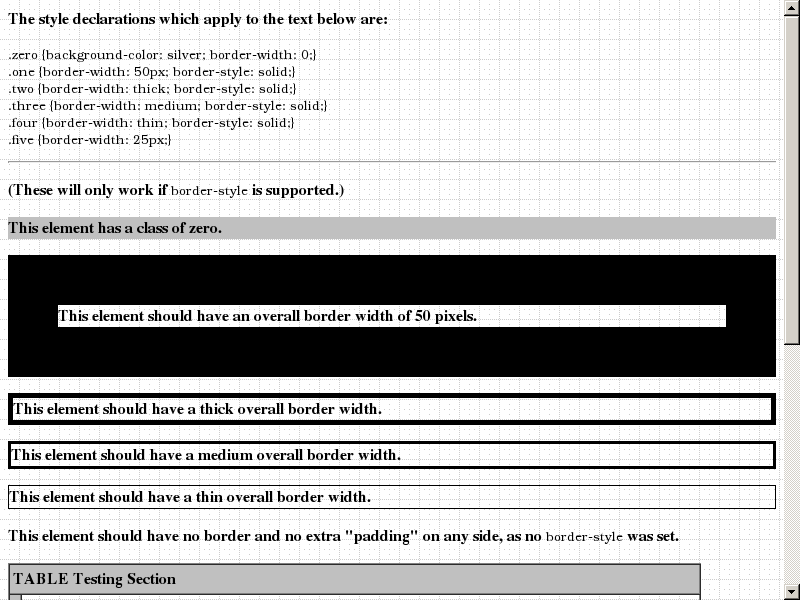 The style declarations which apply to the text below are:
.zero {background-color: silver; border-width: 0;}
.one {border-width: 50px; border-style: solid;}
.two {border-width: thick; border-style: solid;}
.three {border-width: medium; border-style: solid;}
.four {border-width: thin; border-style: solid;}
.five {border-width: 25px;}
(These will only work if border-style is supported.)
This element has a class of zero.
This element should have an overall border width of 50 pixels.
This element should have a thick overall border width.
This element should have a medium overall border width.
This element should have a thin overall border width.
This element should have no border and no extra "padding" on any side, as no border-style was set.
TABLE Testing Section